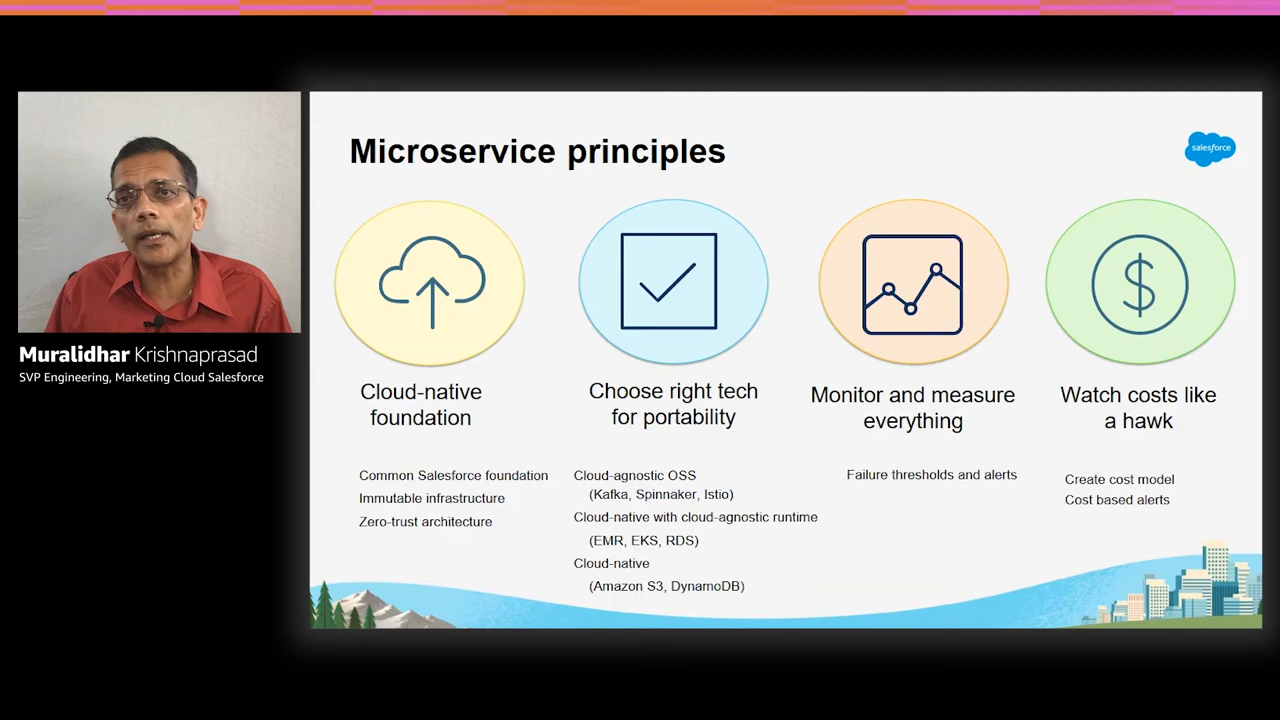 Microservice principles
salesforce
Cloud-native
foundation
Choose right tech
for portability
Monitor and measure
everything
Watch costs like
a hawk
Common Salesforce foundation
Immutable infrastructure
Zero-trust architecture
Cloud-agnostic OSS
(Kafka, Spinnaker, Istio)
Cloud-native with cloud-agnostic runtime
(EMR, EKS, RDS)
Cloud-native
(Amazon S3, DynamoDB)
Failure thresholds and alerts
Create cost model
Cost based alerts
Muralidhar Krishnaprasad
SVP Engineering, Marketing Cloud Salesforce